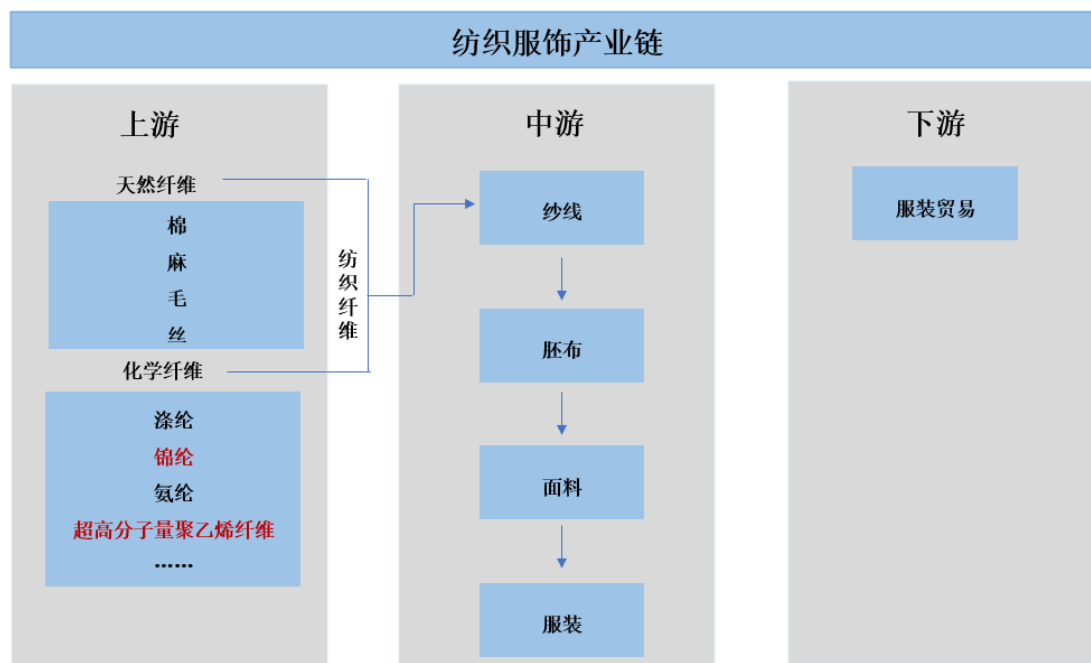 纺织服饰产业链
上游
天然纤维
棉
麻
毛
丝
化学纤维
涤纶
锦纶
氨纶
超高分子量聚乙烯纤维
……
纺织纤维
中游
纱线
胚布
面料
服装
下游
服装贸易